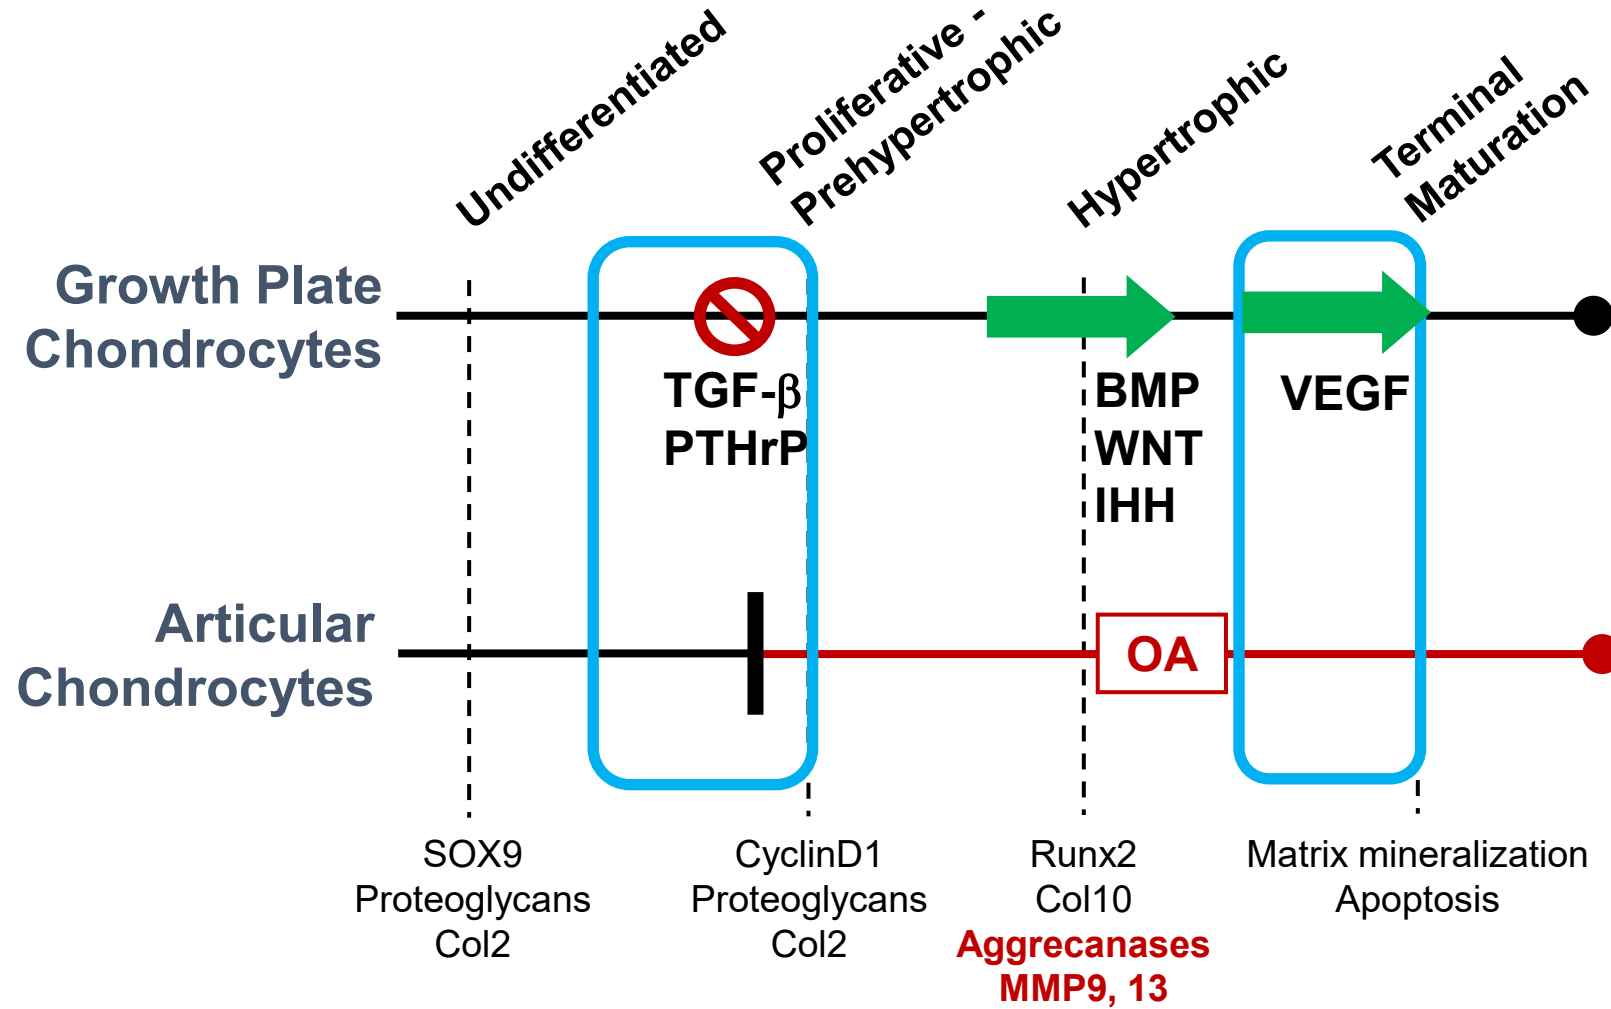 Undifferentiated
Proliferative -
Prehypertrophic
Hypertrophic
Terminal
Maturation
Growth Plate
Chondrocytes
TGF-β
PTHrP
BMP
WNT
IHH
VEGF
Articular
Chondrocytes
OA
SOX9
Proteoglycans
Col2
CyclinD1
Proteoglycans
Col2
Runx2
Col10
Aggrecanases
MMP9, 13
Matrix mineralization
Apoptosis